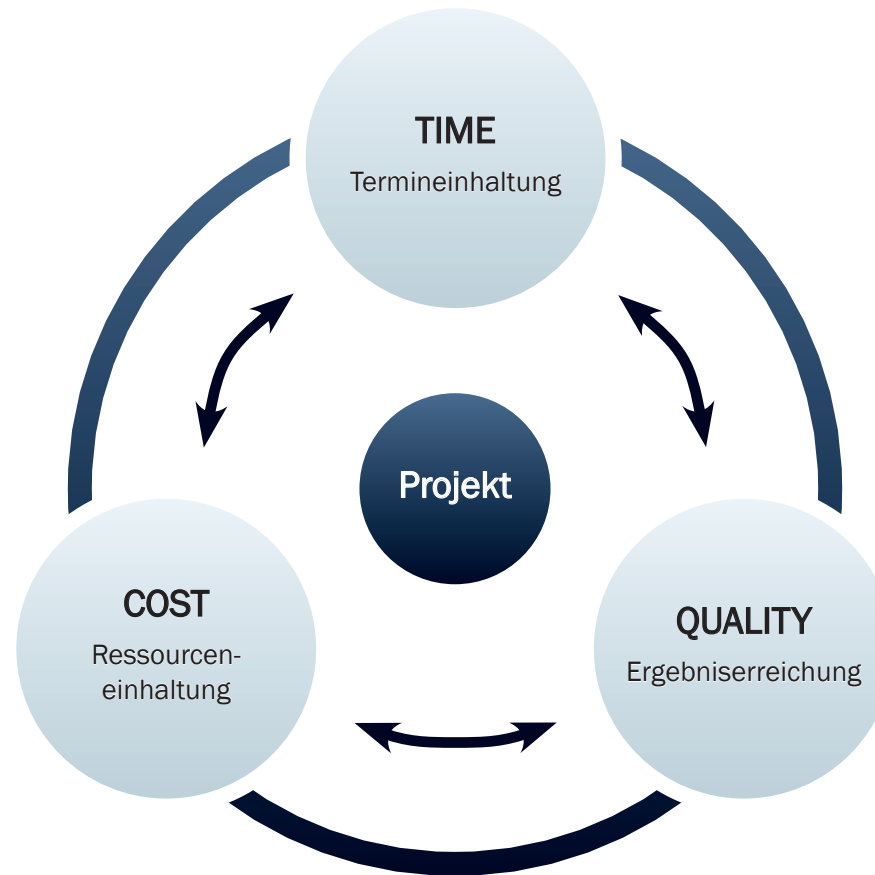 TIME
Termineinhaltung
Projekt
COST
Ressourcen-
einhaltung
QUALITY
Ergebniserreichung